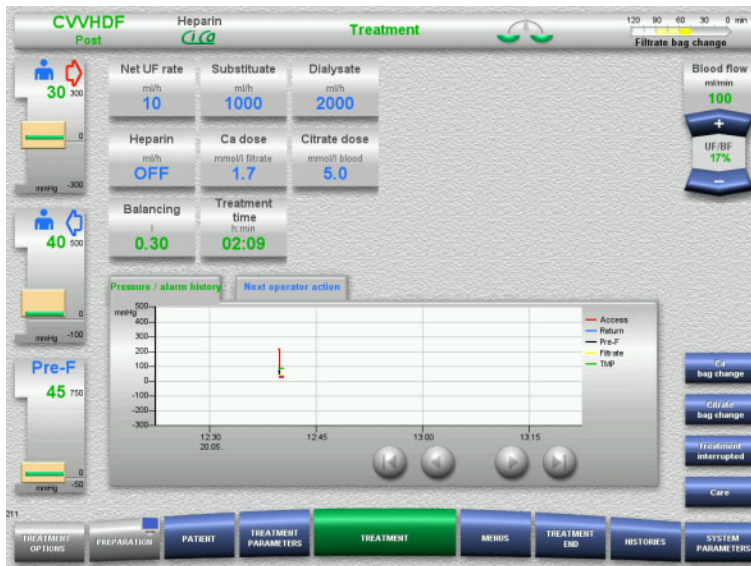 CVVHDF
Post
Heparin
CiCa
Treatment
120 90 60 30 0 min
Filtrate bag change
30 300
0
mmHg -300
Net UF rate
ml/h
10
Substituate
ml/h
1000
Dialysate
ml/h
2000
Blood flow
ml/min
100
+
UF/BF
17%
–
Heparin
ml/h
OFF
Ca dose
mmol/l filtrate
1.7
Citrate dose
mmol/l blood
5.0
Balancing
l
0.30
Treatment
time
h:min
02:09
40 500
0
mmHg -100
Pressure / alarm history
Next operator action
mmHg
500
400
300
200
100
0
-100
-200
-300
12:30
20.05.
12:45
13:00
13:15
Access
Return
Pre-F
Filtrate
TMP
Pre-F
45 750
0
mmHg -50
Ca
bag change
Citrate
bag change
Treatment
interrupted
Care
211
TREATMENT
OPTIONS
PREPARATION
PATIENT
TREATMENT
PARAMETERS
TREATMENT
MENUS
TREATMENT
END
HISTORIES
SYSTEM
PARAMETERS